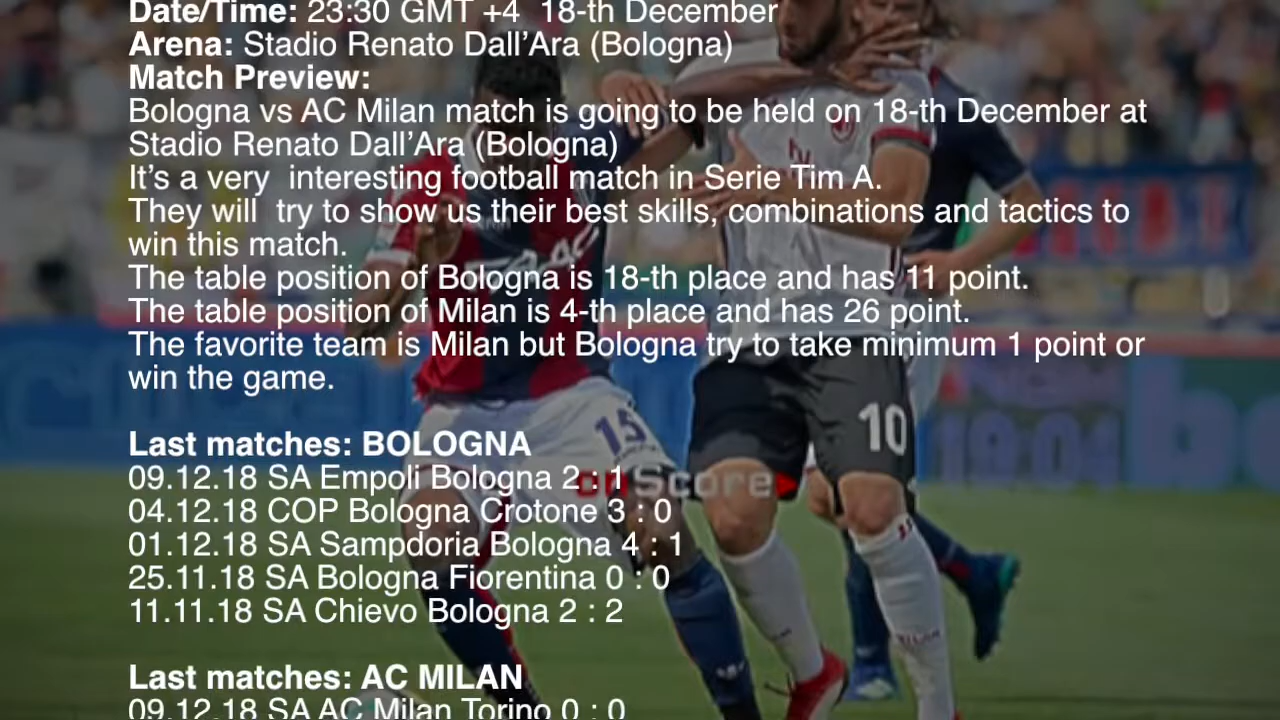 Date/Time: 23:30 GMT +4  18-th December
Arena: Stadio Renato Dall’Ara (Bologna)
Match Preview:
Bologna vs AC Milan match is going to be held on 18-th December at
Stadio Renato Dall’Ara (Bologna)
It’s a very  interesting football match in Serie Tim A.
They will  try to show us their best skills, combinations and tactics to
win this match.
The table position of Bologna is 18-th place and has 11 point.
The table position of Milan is 4-th place and has 26 point.
The favorite team is Milan but Bologna try to take minimum 1 point or
win the game.
10
15
Last matches: BOLOGNA
09.12.18 SA Empoli Bologna 2 : 1
onScore
04.12.18 COP Bologna Crotone 3 : 0
01.12.18 SA Sampdoria Bologna 4 : 1
25.11.18 SA Bologna Fiorentina 0 : 0
11.11.18 SA Chievo Bologna 2 : 2
Last matches: AC MILAN
09.12.18 SA AC Milan Torino 0 : 0